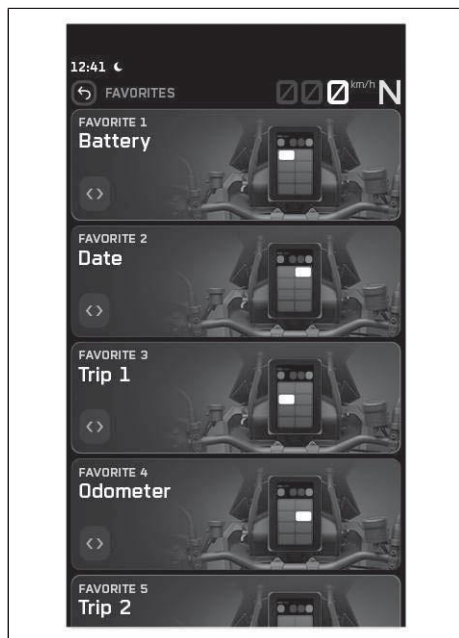 12:41
FAVORITES 000 km/h N
FAVORITE 1
Battery
FAVORITE 2
Date
FAVORITE 3
Trip 1
FAVORITE 4
Odometer
FAVORITE 5
Trip 2